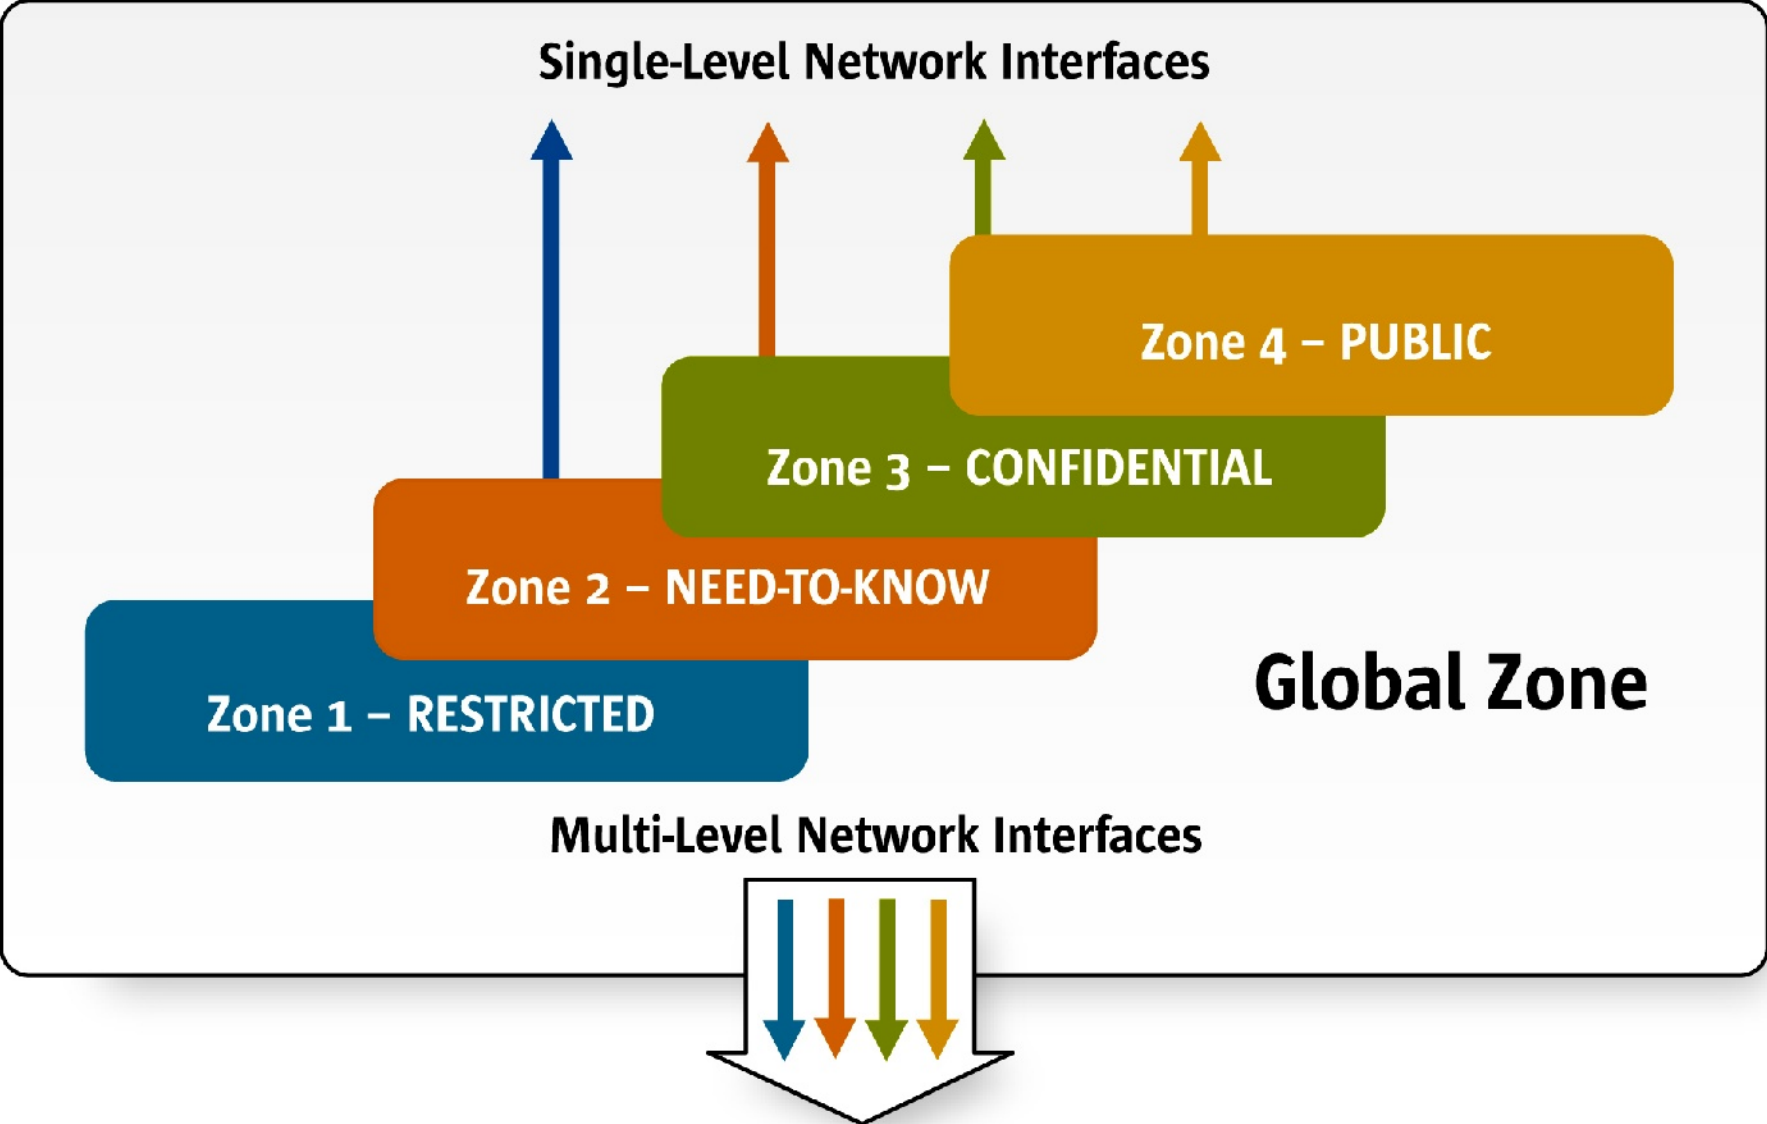 Single-Level Network Interfaces
Zone 4 – PUBLIC
Zone 3 – CONFIDENTIAL
Zone 2 – NEED-TO-KNOW
Zone 1 – RESTRICTED
Global Zone
Multi-Level Network Interfaces